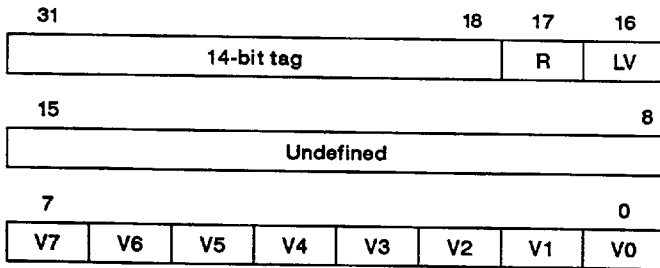 31 18 17 16
14-bit tag R LV
15 8
Undefined
7 0
V7 V6 V5 V4 V3 V2 V1 V0